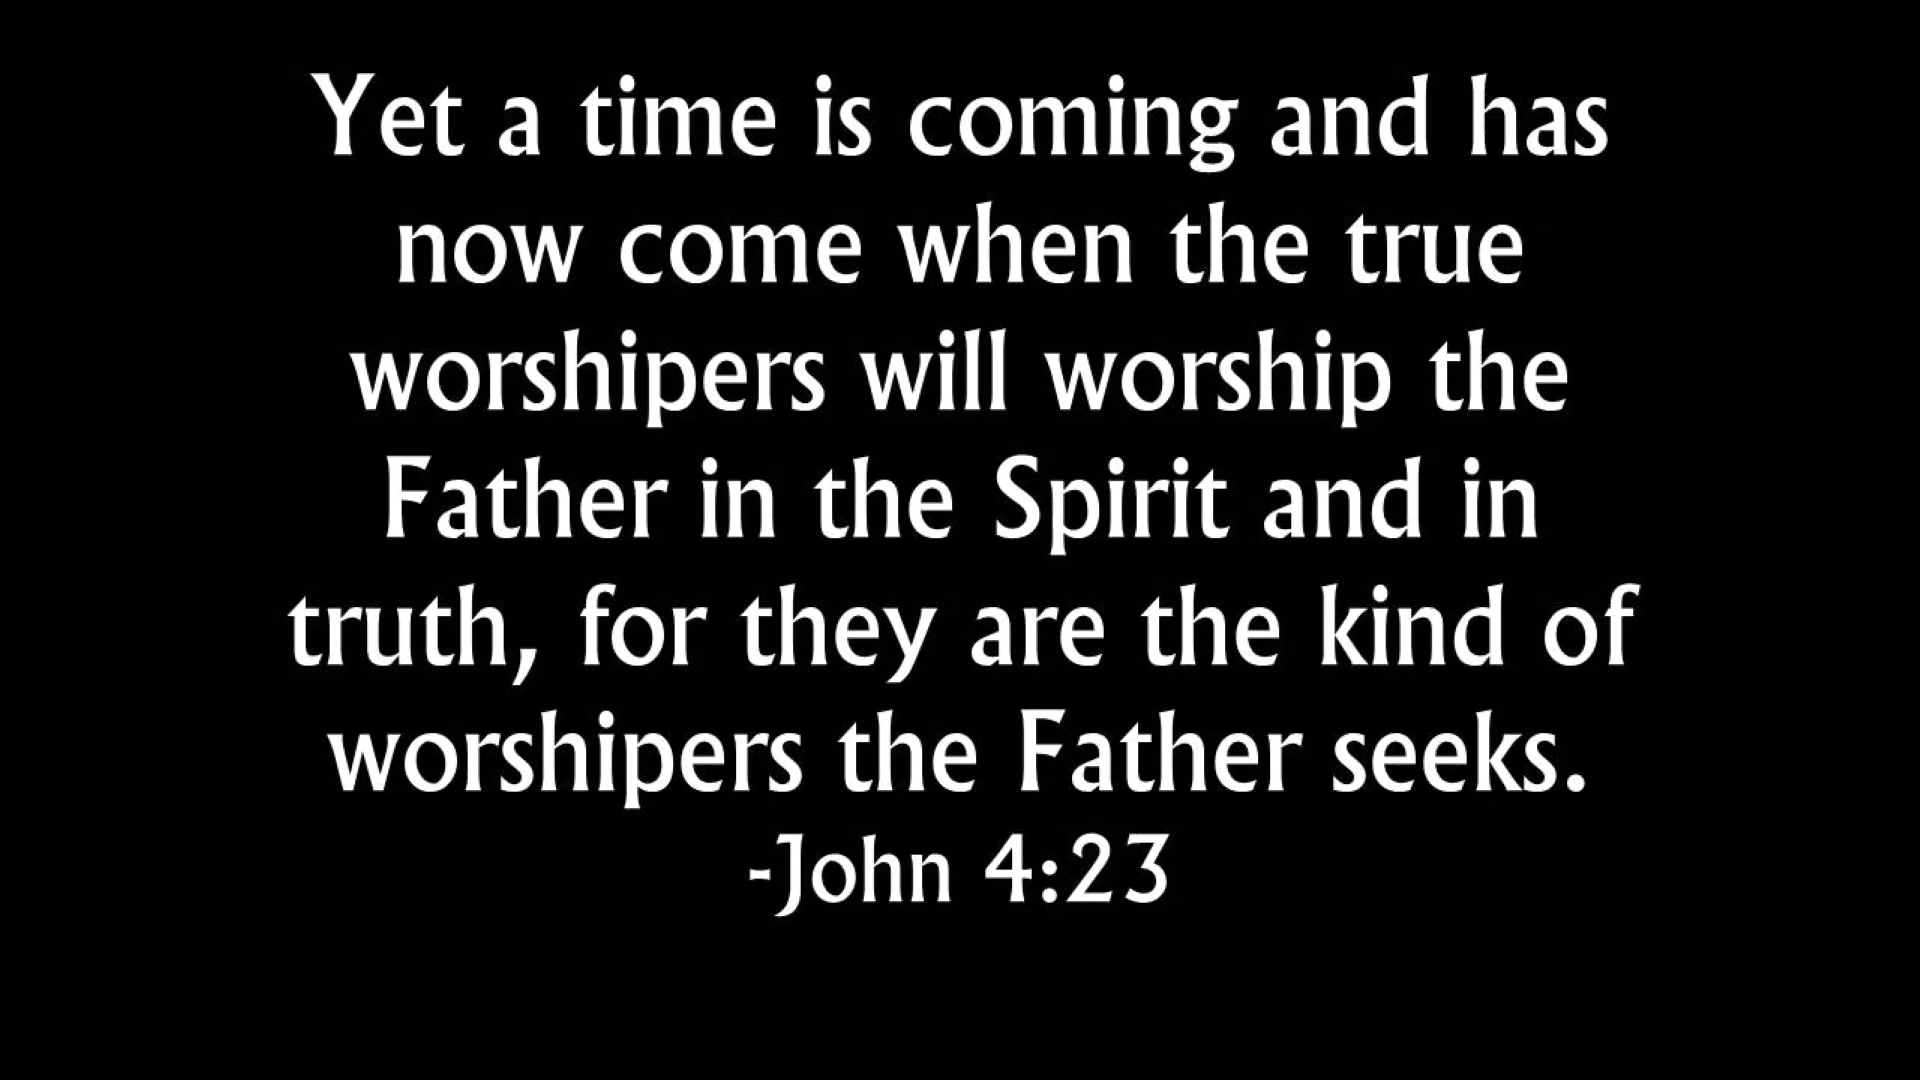 Yet a time is coming and has
now come when the true
worshipers will worship the
Father in the Spirit and in
truth, for they are the kind of
worshipers the Father seeks.
-John 4:23